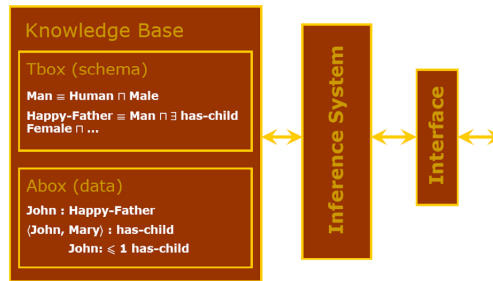 Knowledge Base
Tbox (schema)
Man ≡ Human ⊓ Male
Happy-Father ≡ Man ⊓ ∃ has-child
Female ⊓ ...
Abox (data)
John : Happy-Father
⟨John, Mary⟩ : has-child
John: ⩽ 1 has-child
Inference System
Interface